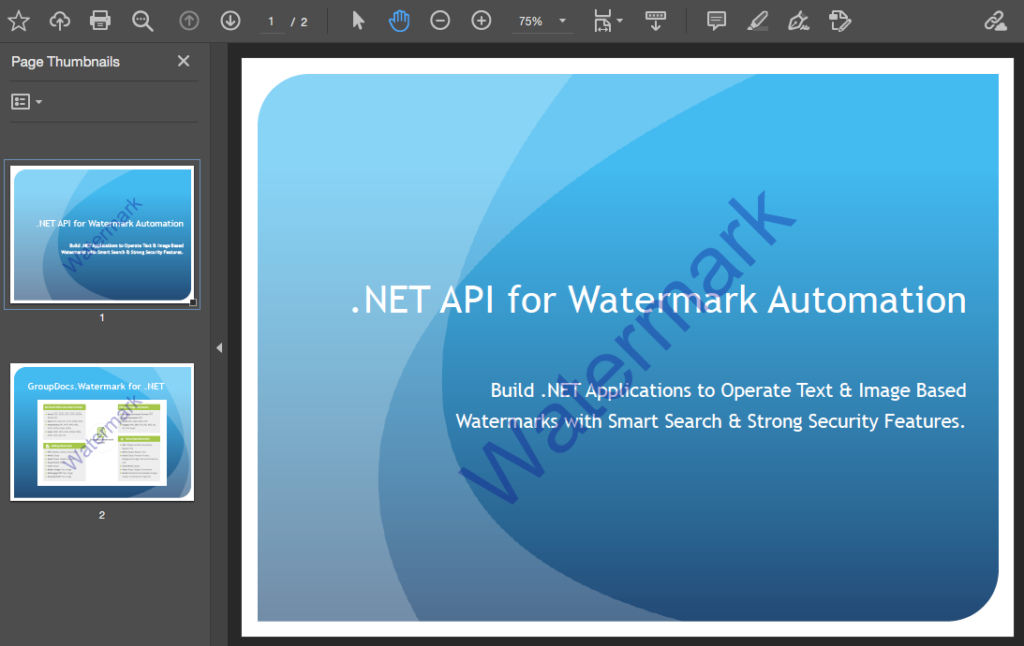 1 / 2
75%
Page Thumbnails
.NET API for Watermark Automation
Build .NET Applications to Operate Text & Image Based
Watermarks with Smart Search & Strong Security Features.
Watermark
1
GroupDocs.Watermark for .NET
Watermark
2
.NET API for Watermark Automation
Build .NET Applications to Operate Text & Image Based
Watermarks with Smart Search & Strong Security Features.
Watermark